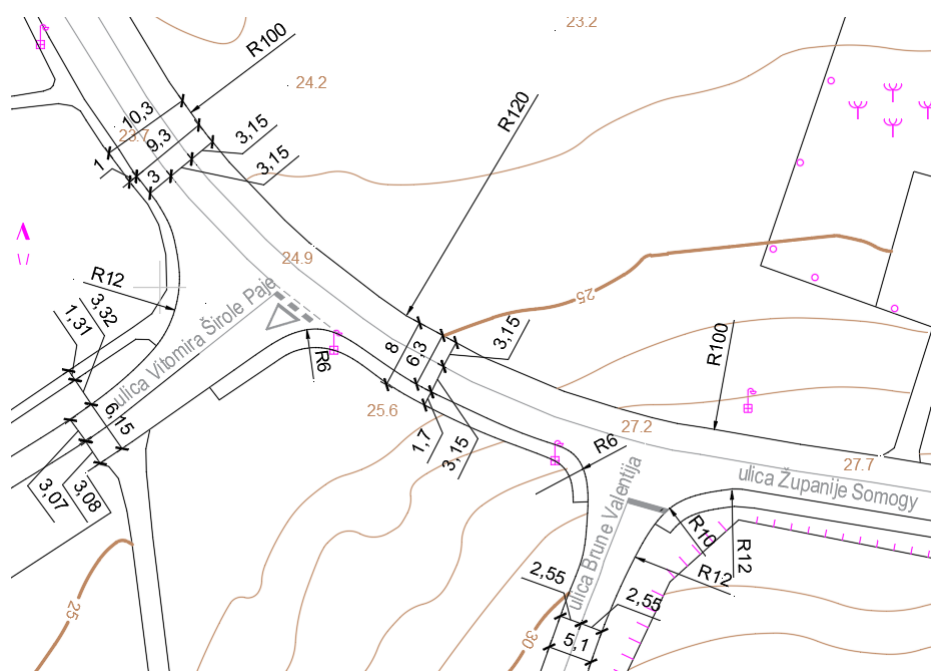 23.2
R100
24.2
10,3
23.7
9,3
3,15
R120
1
3
3,15
24.9
R12
25
3,32
1,31
ulica Vitomira Širole Paje
3,15
R100
8
6,3
R6
25.6
6,15
1,7
3,15
27.2
R6
27.7
ulica Županije Somogy
3,07
3,08
ulica Brune Valentija
R10
R12
R12
2,55
2,55
25
30
5,1